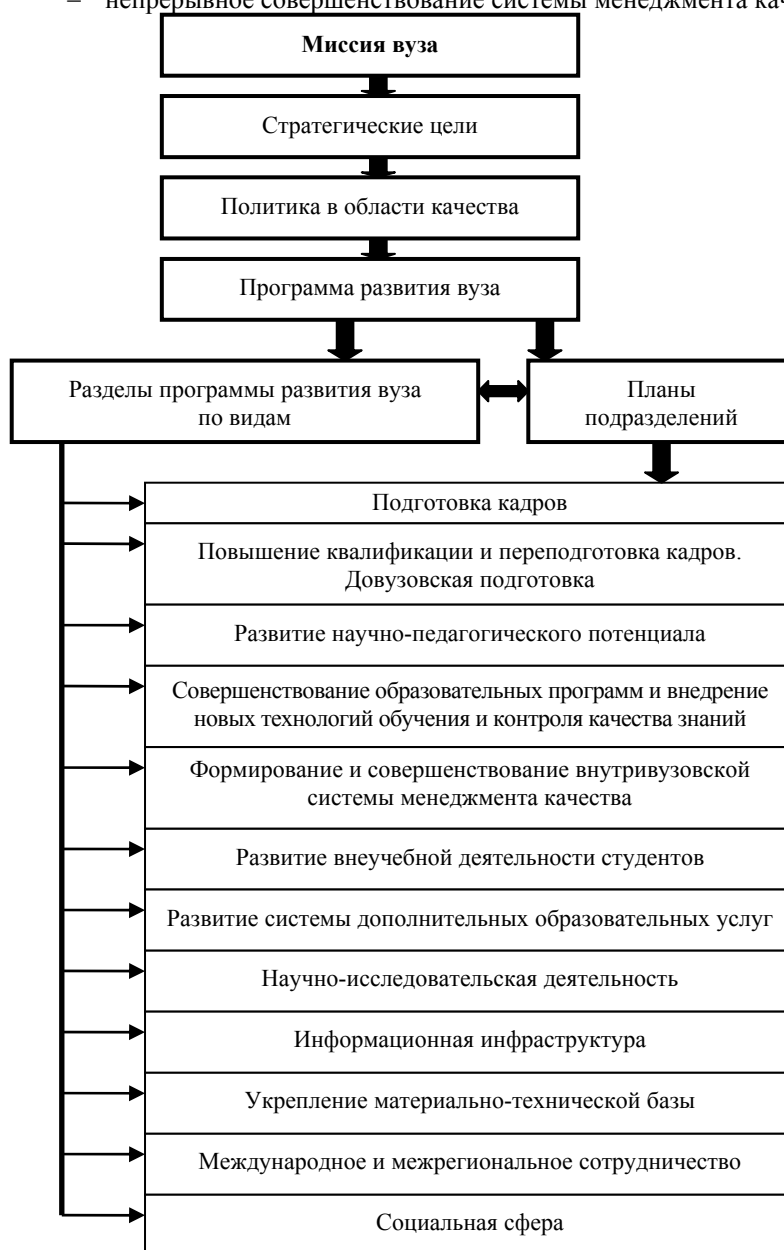 – непрерывное совершенствование системы менеджмента
Миссия вуза
Стратегические цели
Политика в области качества
Программа развития вуза
Разделы программы развития вуза
по видам
Планы
подразделений
Подготовка кадров
Повышение квалификации и переподготовка кадров.
Довузовская подготовка
Развитие научно-педагогического потенциала
Совершенствование образовательных программ и внедрение
новых технологий обучения и контроля качества знаний
Формирование и совершенствование внутривузовской
системы менеджмента качества
Развитие внеучебной деятельности студентов
Развитие системы дополнительных образовательных услуг
Научно-исследовательская деятельность
Информационная инфраструктура
Укрепление материально-технической базы
Международное и межрегиональное сотрудничество
Социальная сфера